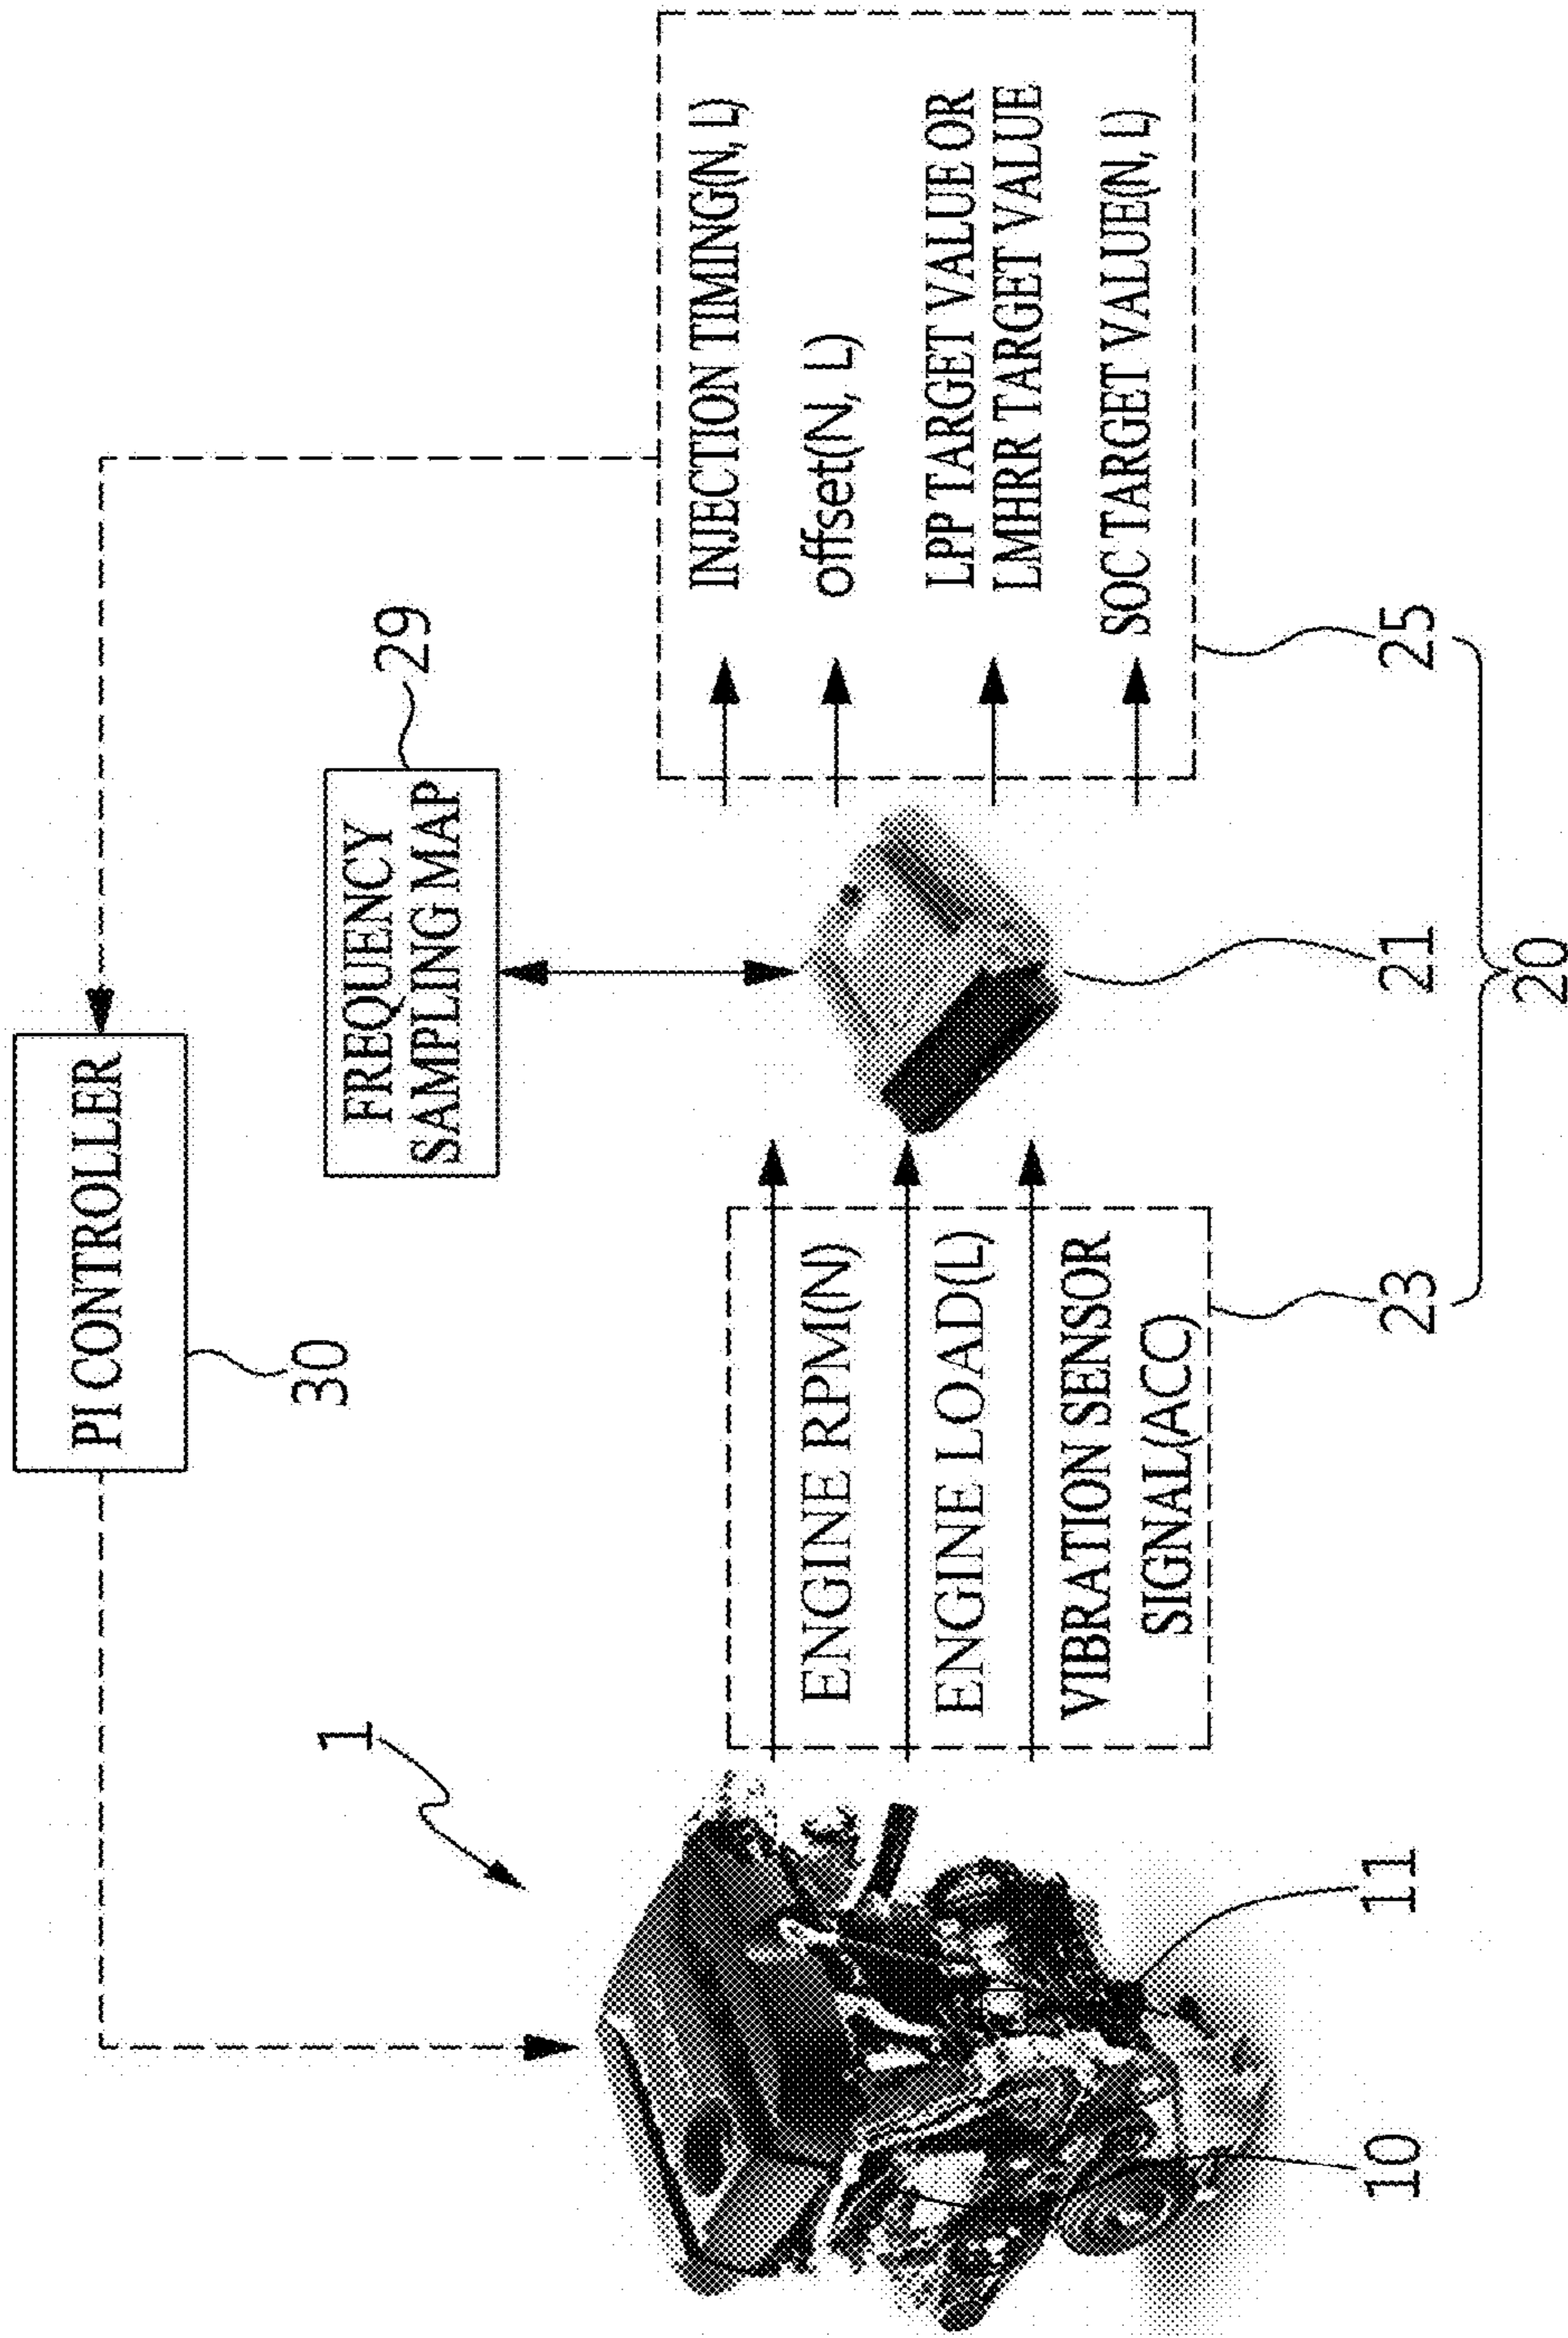 PI CONTROLLER
30
FREQUENCY
SAMPLING MAP
29
1
ENGINE RPM(N)
ENGINE LOAD(L)
VIBRATION SENSOR
SIGNAL(ACC)
INJECTION TIMING(N, L)
offset(N, L)
LPP TARGET VALUE OR
LMHRR TARGET VALUE
SOC TARGET VALUE(N, L)
10
11
23
21
25
20